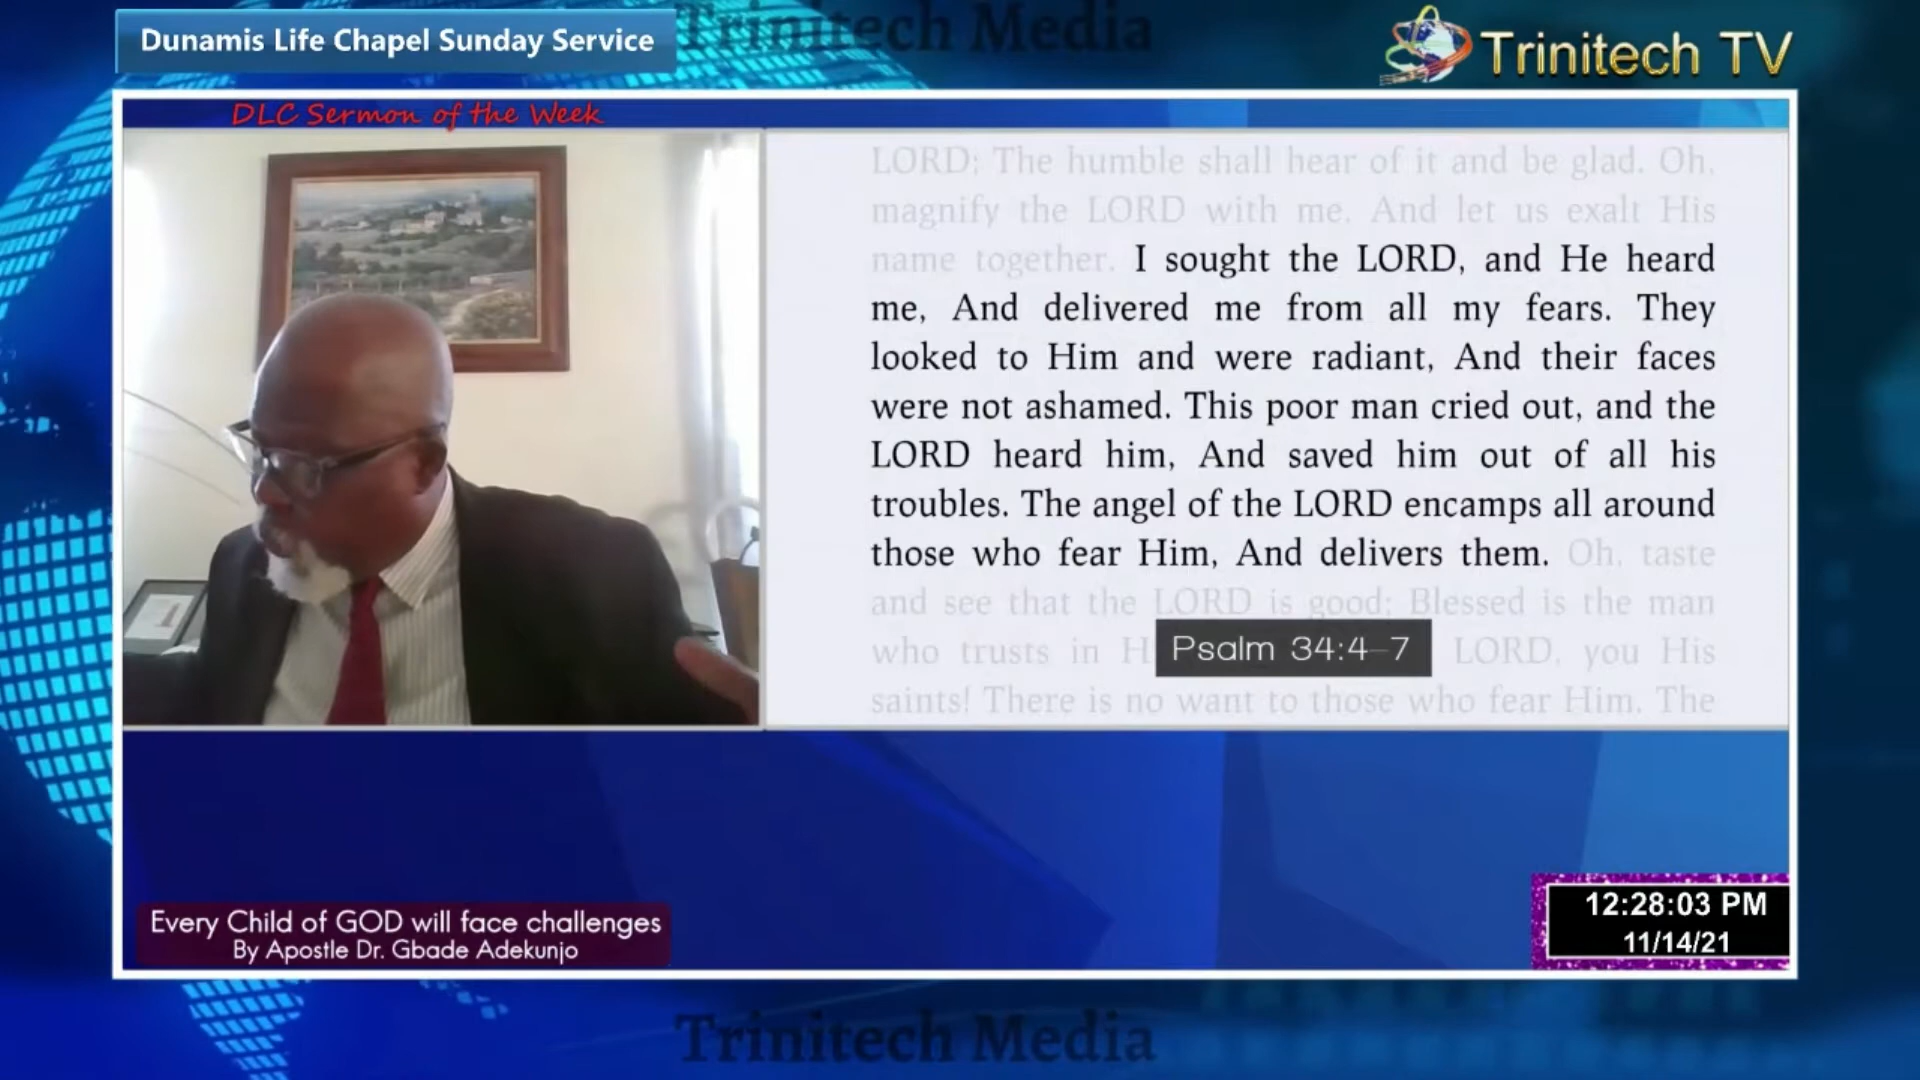 Trinitech Media
Dunamis Life Chapel Sunday Service
Trinitech TV
DLC Sermon of the Week
LORD; The humble shall hear of it and be glad. Oh,
magnify the LORD with me, And let us exalt His
name together. I sought the LORD, and He heard
me, And delivered me from all my fears. They
looked to Him and were radiant, And their faces
were not ashamed. This poor man cried out, and the
LORD heard him, And saved him out of all his
troubles. The angel of the LORD encamps all around
those who fear Him, And delivers them. Oh, taste
and see that the LORD is good; Blessed is the man
who trusts in H LORD, you His
Psalm 34:4-7
saints! There is no want to those who fear Him. The
Every Child of GOD will face challenges
By Apostle Dr. Gbade Adekunjo
12:28:03 PM
11/14/21
Trinitech Media